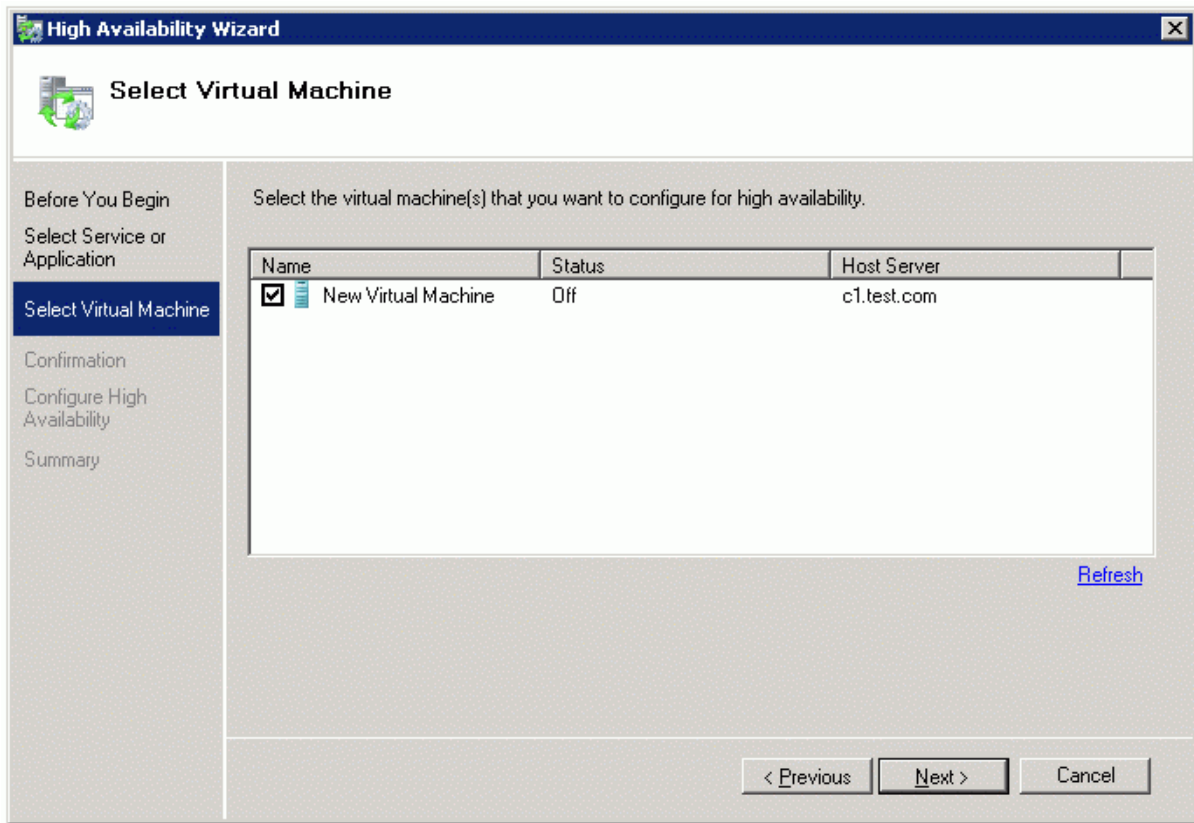 High Availability Wizard
Select Virtual Machine
Before You Begin
Select Service or
Application
Select Virtual Machine
Confirmation
Configure High
Availability
Summary
Select the virtual machine(s) that you want to configure for high availability.
Name Status Host Server
New Virtual Machine Off c1.test.com
Refresh
< Previous Next > Cancel